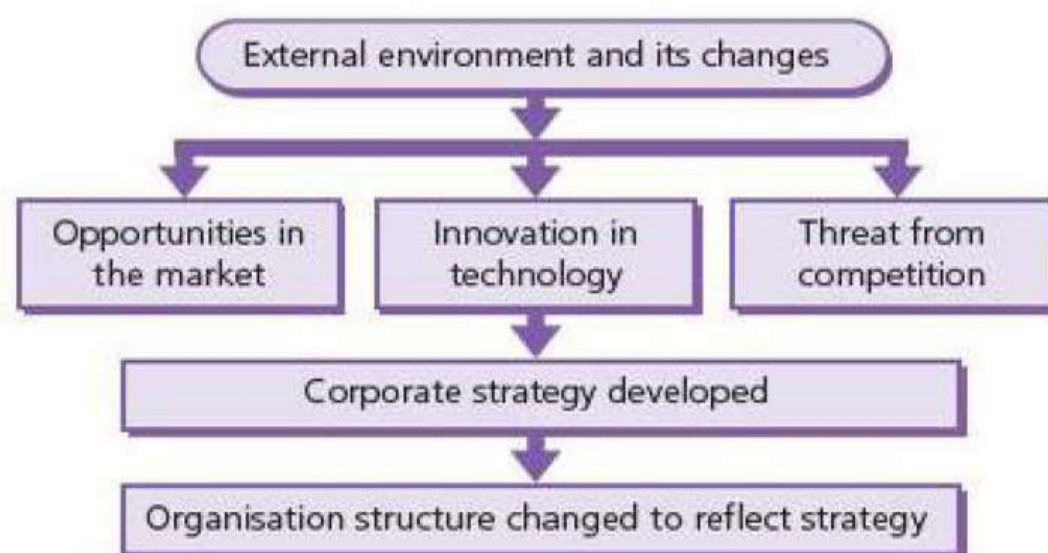 External environment and its changes
Opportunities in
the market
Innovation in
technology
Threat from
competition
Corporate strategy developed
Organisation structure changed to reflect strategy